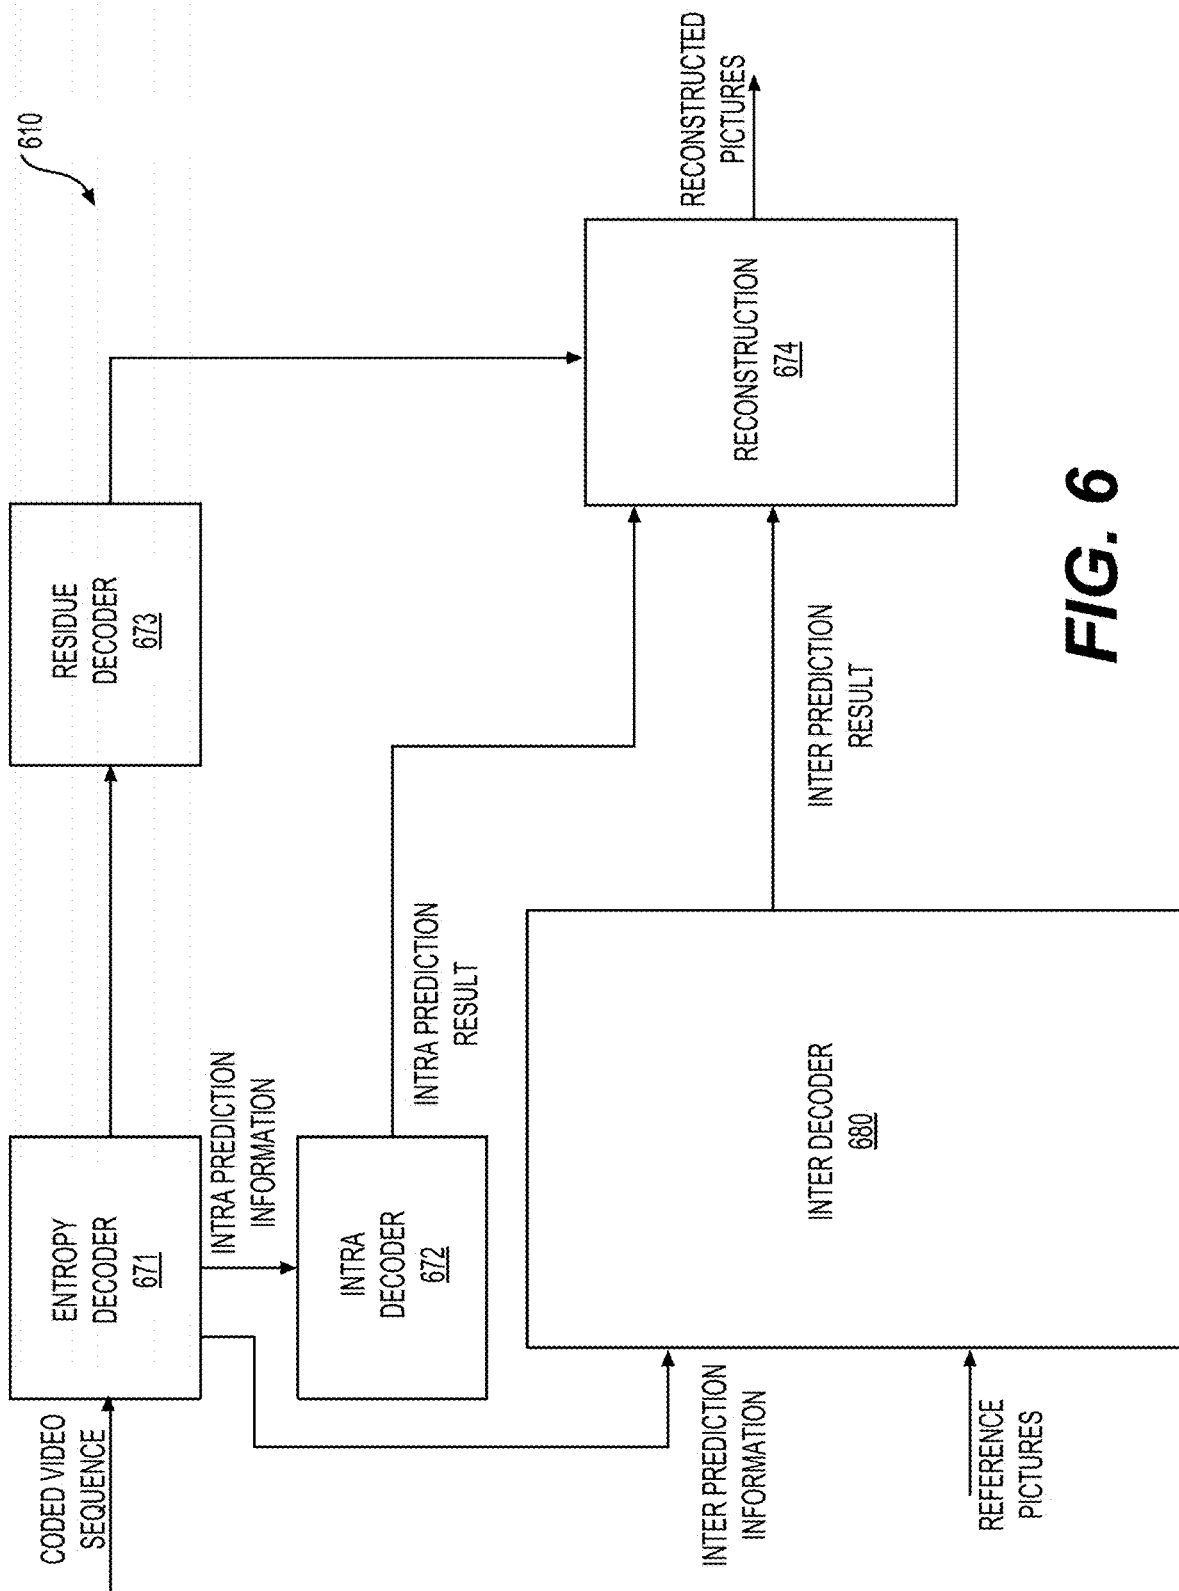 610
CODED VIDEO
SEQUENCE
ENTROPY
DECODER
671
RESIDUE
DECODER
673
INTRA PREDICTION
INFORMATION
INTRA
DECODER
672
INTRA PREDICTION
RESULT
INTER PREDICTION
INFORMATION
REFERENCE
PICTURES
INTER DECODER
680
INTER PREDICTION
RESULT
RECONSTRUCTION
674
RECONSTRUCTED
PICTURES
FIG. 6